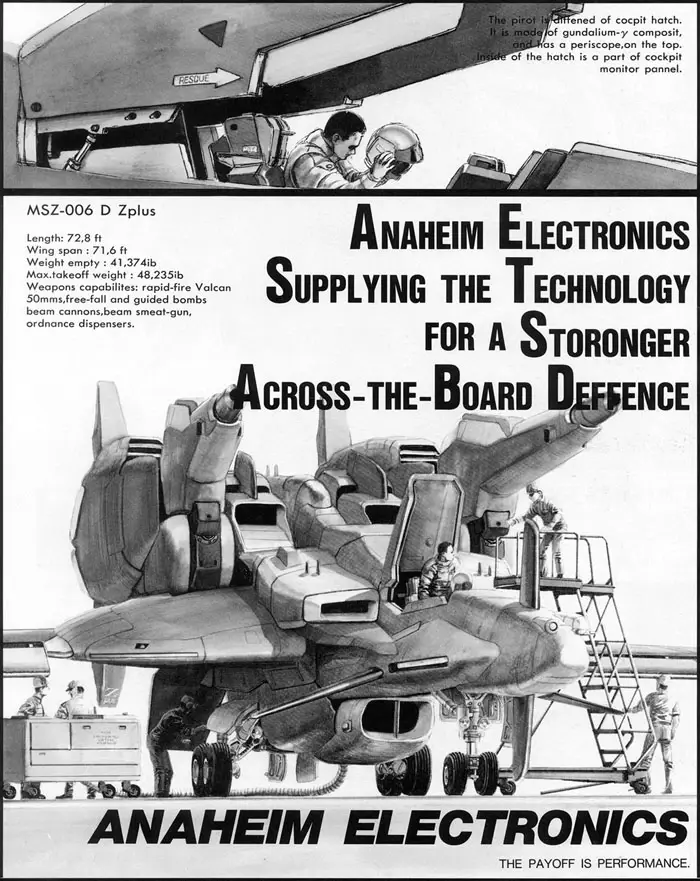 The pirot is diffened of cocpit hatch.
It is made of gundalium-γ composit,
and has a periscope,on the top.
Inside of the hatch is a part of cockpit
monitor pannel.
RESQUE
MSZ-006 D Zplus
Length: 72,8 ft
Wing span : 71,6 ft
Weight empty : 41,374ib
Max.takeoff weight : 48,235ib
Weapons capabilites: rapid-fire Valcan
50mms,free-fall and guided bombs
beam cannons,beam smeat-gun,
ordnance dispensers.
ANAHEIM ELECTRONICS
SUPPLYING THE TECHNOLOGY
FOR A STORONGER
ACROSS-THE-BOARD DEFFENCE
ANAHEIM ELECTRONICS
THE PAYOFF IS PERFORMANCE.